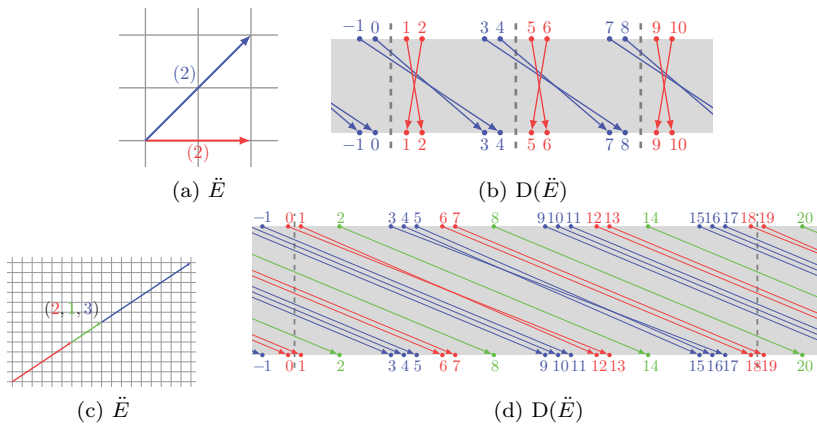 (2)
(2)
(a) Ë
−1 0 1 2 3 4 5 6 7 8 9 10
−1 0 1 2 3 4 5 6 7 8 9 10
(b) D(Ë)
(2, 1, 3)
(c) Ë
−1 0 1 2 3 4 5 6 7 8 9 10 11 12 13 14 15 16 17 18 19 20
−1 0 1 2 3 4 5 6 7 8 9 10 11 12 13 14 15 16 17 18 19 20
(d) D(Ë)